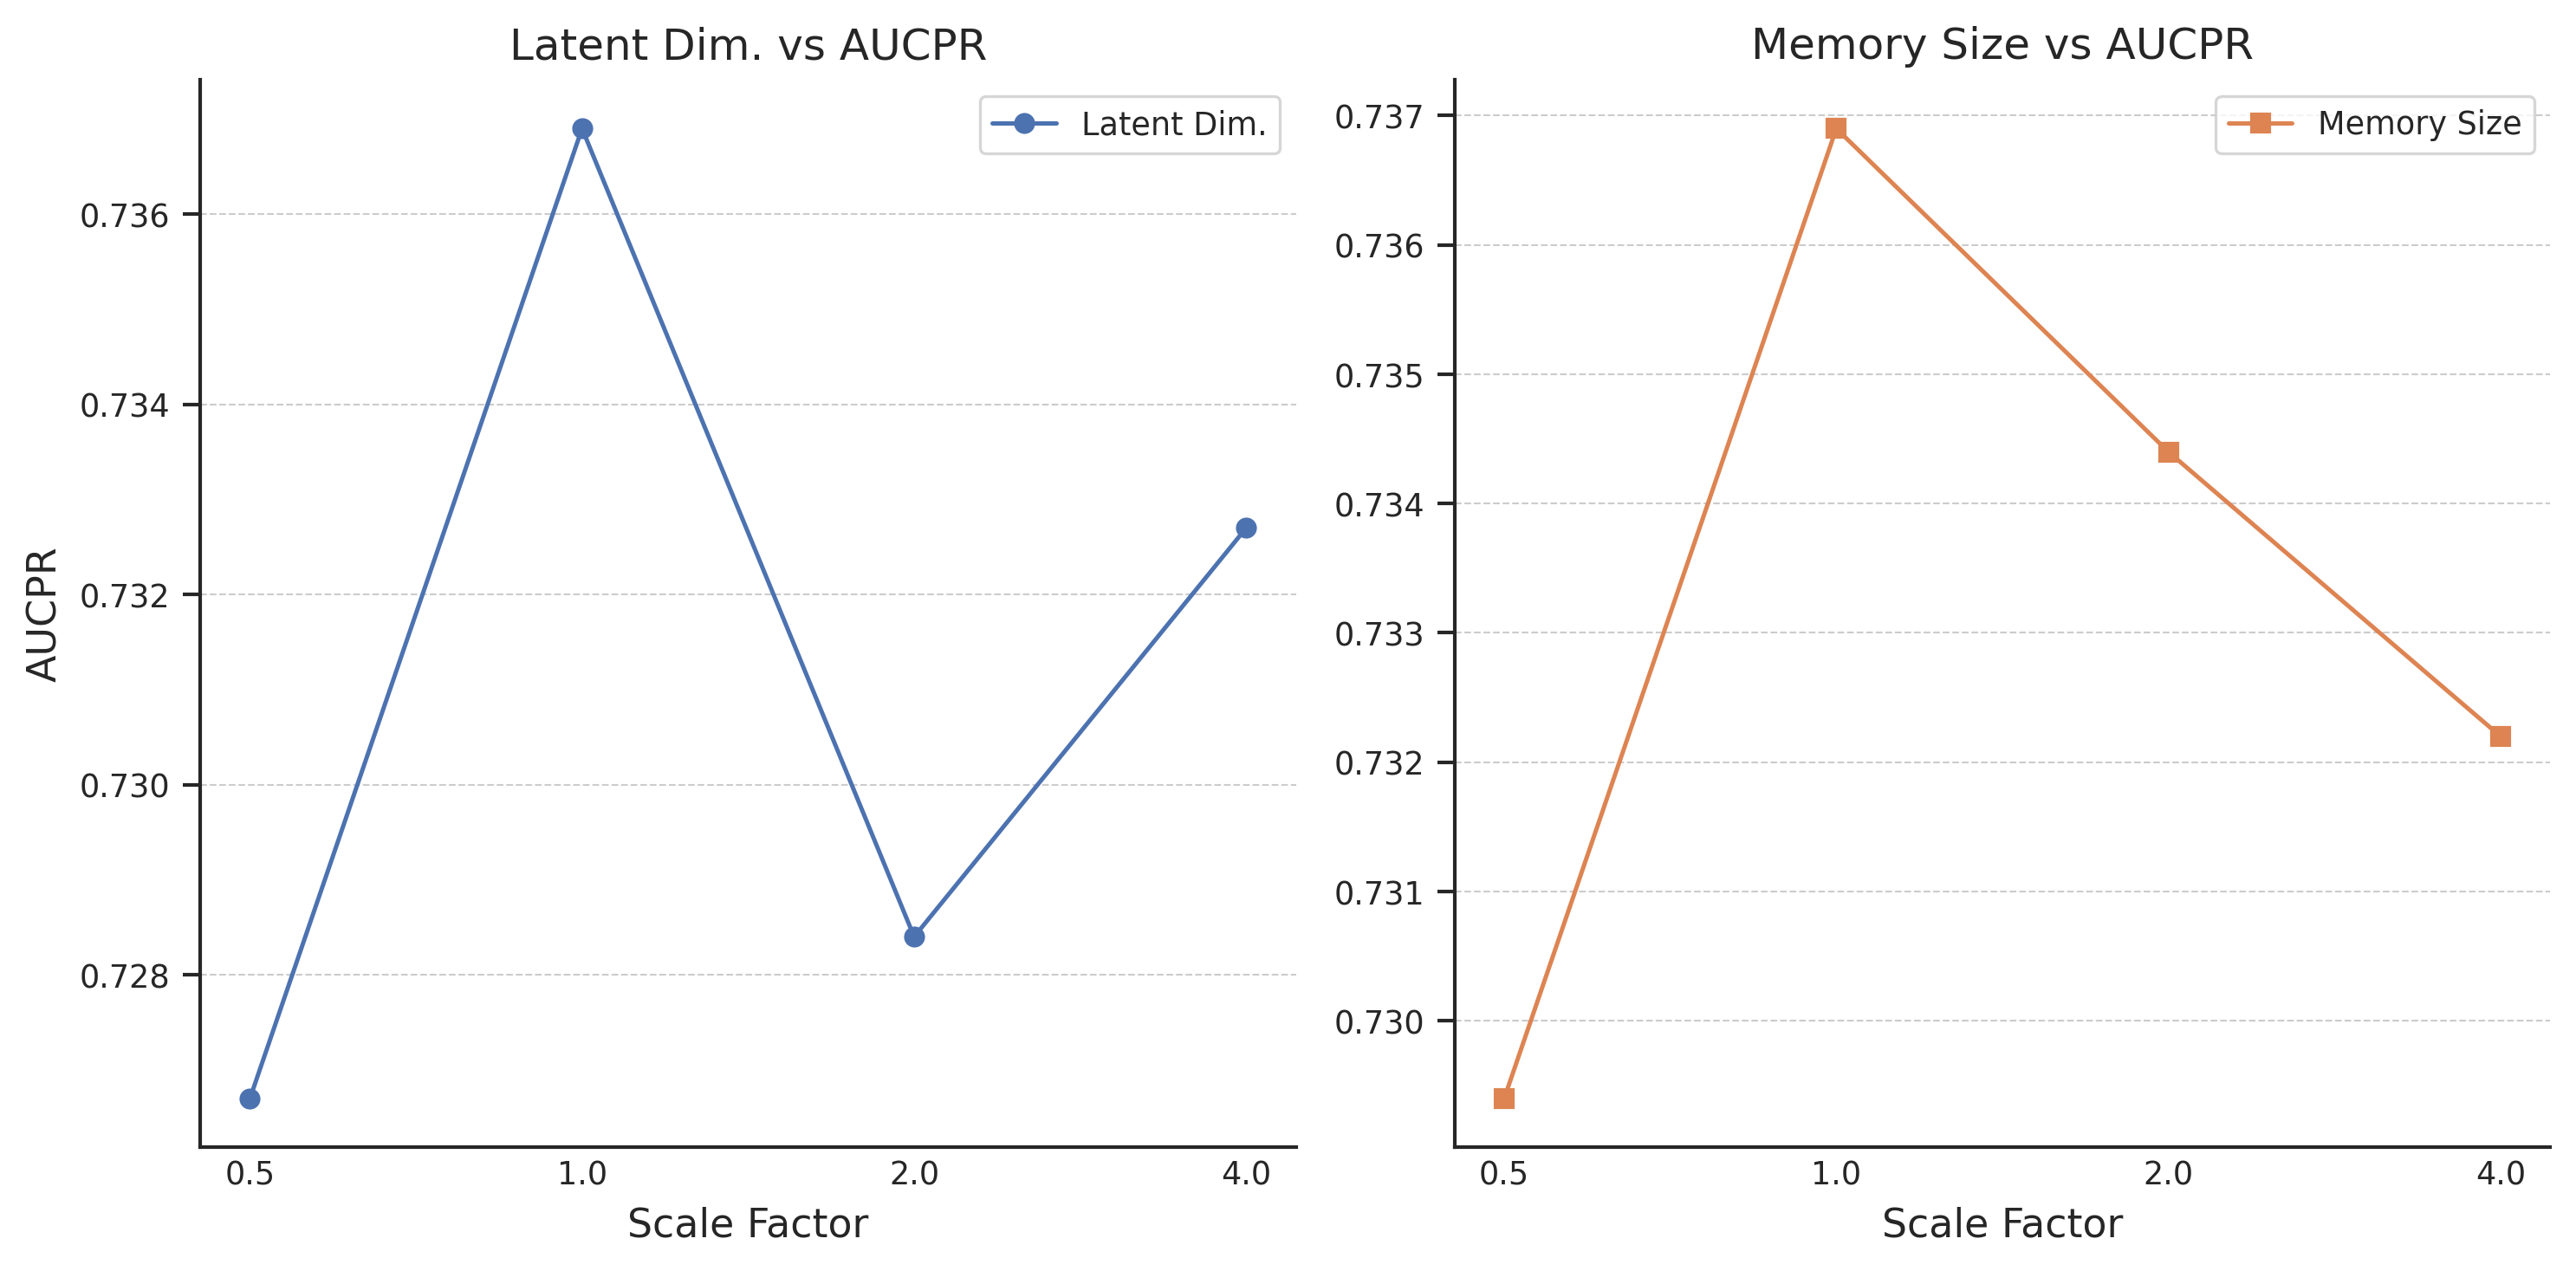 Latent Dim. vs AUCPR
Latent Dim.
AUCPR
0.736
0.734
0.732
0.730
0.728
0.5 1.0 2.0 4.0
Scale Factor
Memory Size vs AUCPR
Memory Size
0.737
0.736
0.735
0.734
0.733
0.732
0.731
0.730
0.5 1.0 2.0 4.0
Scale Factor